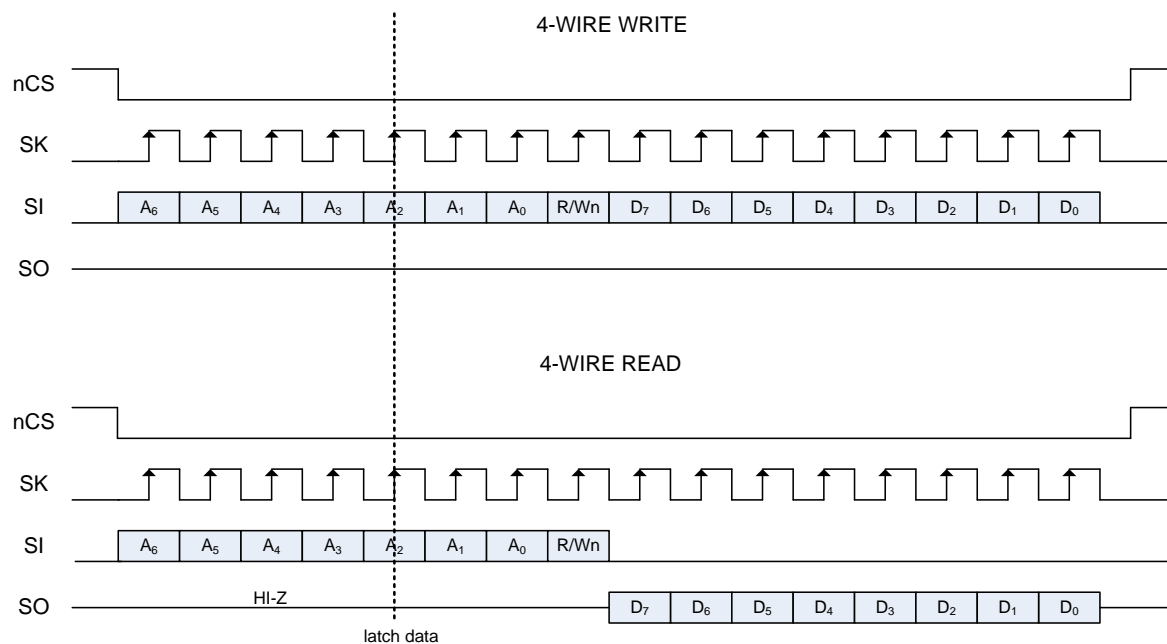 4-WIRE WRITE
nCS
SK
SI A₆ A₅ A₄ A₃ A₂ A₁ A₀ R/Wn D₇ D₆ D₅ D₄ D₃ D₂ D₁ D₀
SO
4-WIRE READ
nCS
SK
SI A₆ A₅ A₄ A₃ A₂ A₁ A₀ R/Wn
SO HI-Z D₇ D₆ D₅ D₄ D₃ D₂ D₁ D₀
latch data